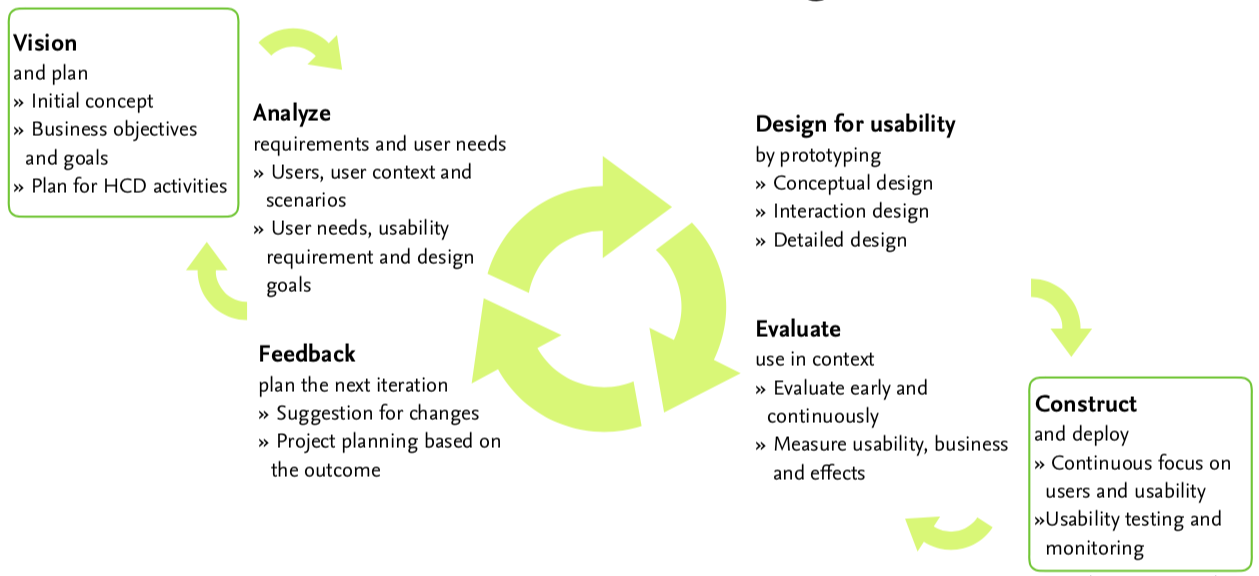 Vision
and plan
» Initial concept
» Business objectives
and goals
» Plan for HCD activities
Analyze
requirements and user needs
» Users, user context and
scenarios
» User needs, usability
requirement and design
goals
Feedback
plan the next iteration
» Suggestion for changes
» Project planning based on
the outcome
Design for usability
by prototyping
» Conceptual design
» Interaction design
» Detailed design
Evaluate
use in context
» Evaluate early and
continuously
» Measure usability, business
and effects
Construct
and deploy
» Continuous focus on
users and usability
»Usability testing and
monitoring